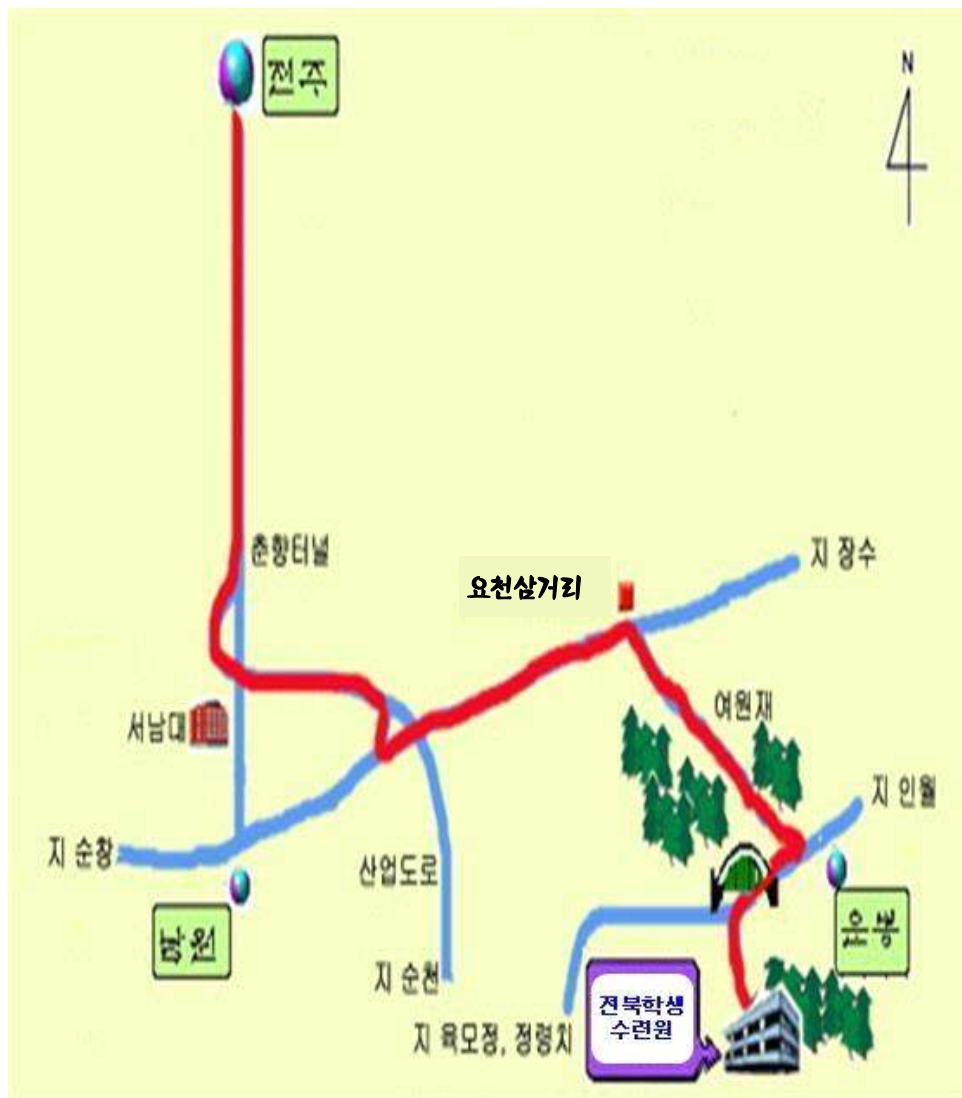 전주
N
춘향터널
요천삼거리
지 장수
여원재
서남대
지 인월
지 순창
산업도로
남원
운봉
지 순천
전북학생
수련원
지 육모정, 정령치